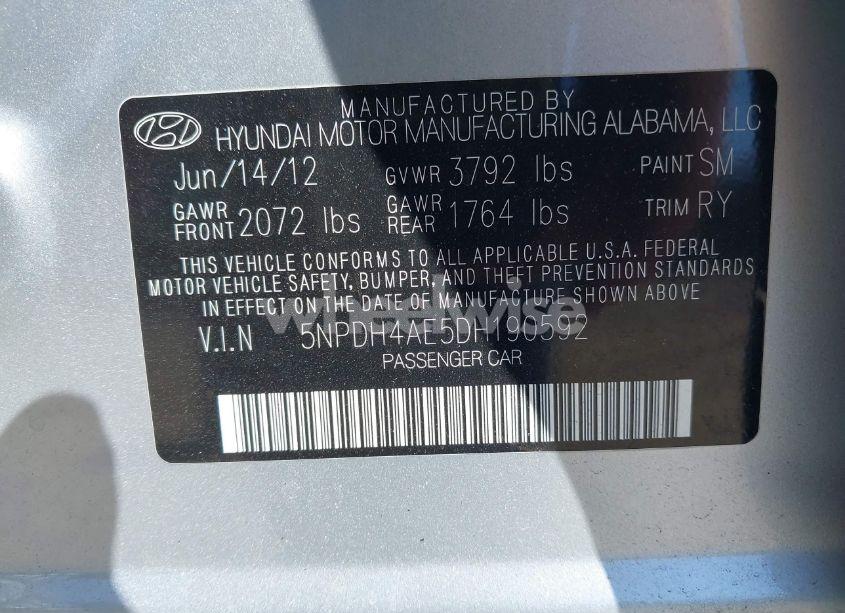 MANUFACTURED BY
HYUNDAI MOTOR MANUFACTURING ALABAMA, LLC
Jun/14/12 GVWR 3792 lbs PAINT SM
GAWR FRONT 2072 lbs GAWR REAR 1764 lbs TRIM RY
THIS VEHICLE CONFORMS TO ALL APPLICABLE U.S.A. FEDERAL
MOTOR VEHICLE SAFETY, BUMPER, AND THEFT PREVENTION STANDARDS
IN EFFECT ON THE DATE OF MANUFACTURE SHOWN ABOVE
wheelwise
V.I.N 5NPDH4AE5DH196592
PASSENGER CAR